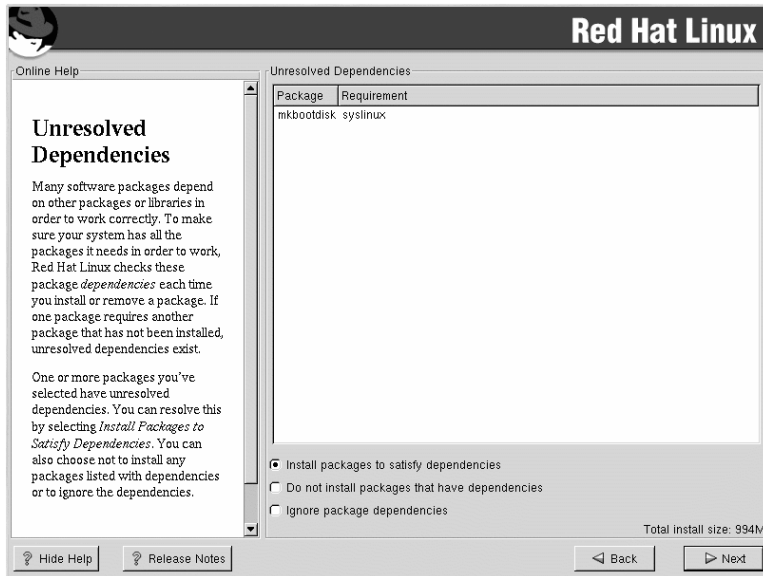 Red Hat Linux
Online Help
Unresolved
Dependencies
Many software packages depend
on other packages or libraries in
order to work correctly. To make
sure your system has all the
packages it needs in order to work,
Red Hat Linux checks these
package dependencies each time
you install or remove a package. If
one package requires another
package that has not been installed,
unresolved dependencies exist.
One or more packages you've
selected have unresolved
dependencies. You can resolve this
by selecting Install Packages to
Satisfy Dependencies. You can
also choose not to install any
packages listed with dependencies
or to ignore the dependencies.
Unresolved Dependencies
Package Requirement
mkbootdisk syslinux
Install packages to satisfy dependencies
Do not install packages that have dependencies
Ignore package dependencies
Total install size: 994M
Hide Help Release Notes Back Next